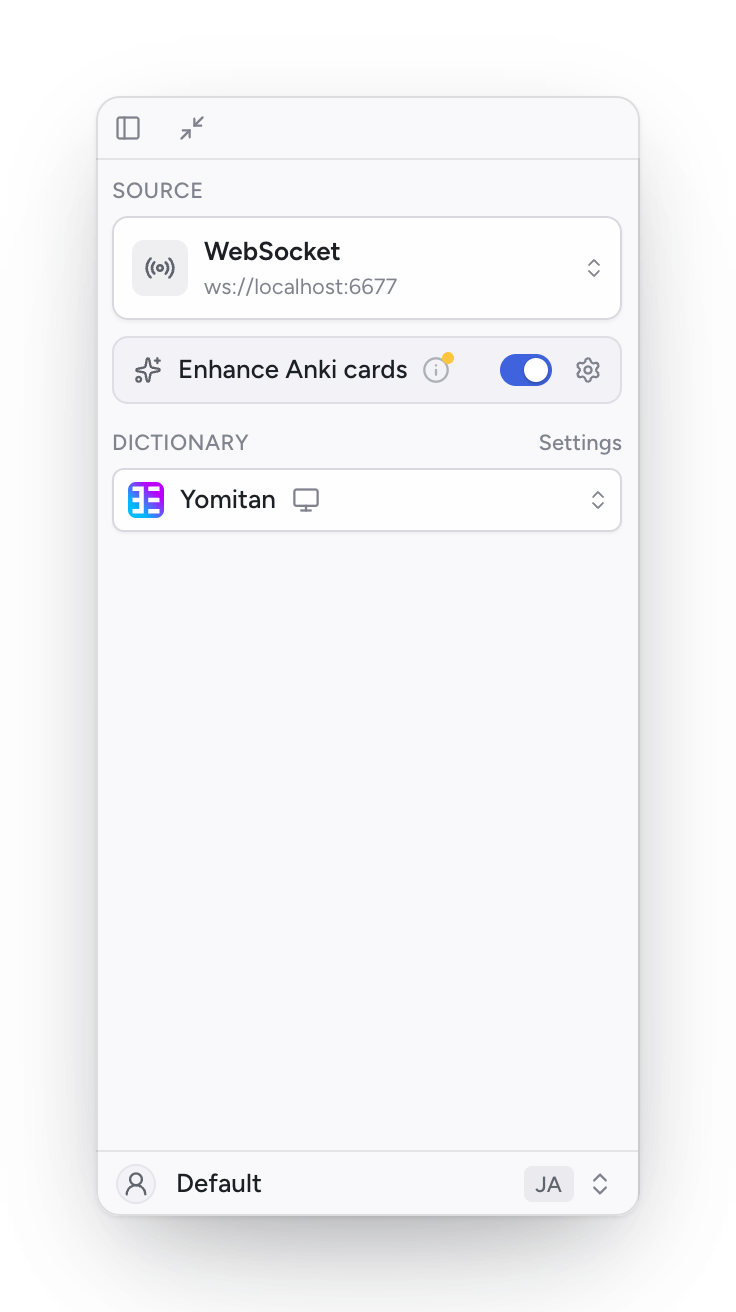 SOURCE
WebSocket
ws://localhost:6677
Enhance Anki cards
DICTIONARY Settings
Yomitan
Default JA